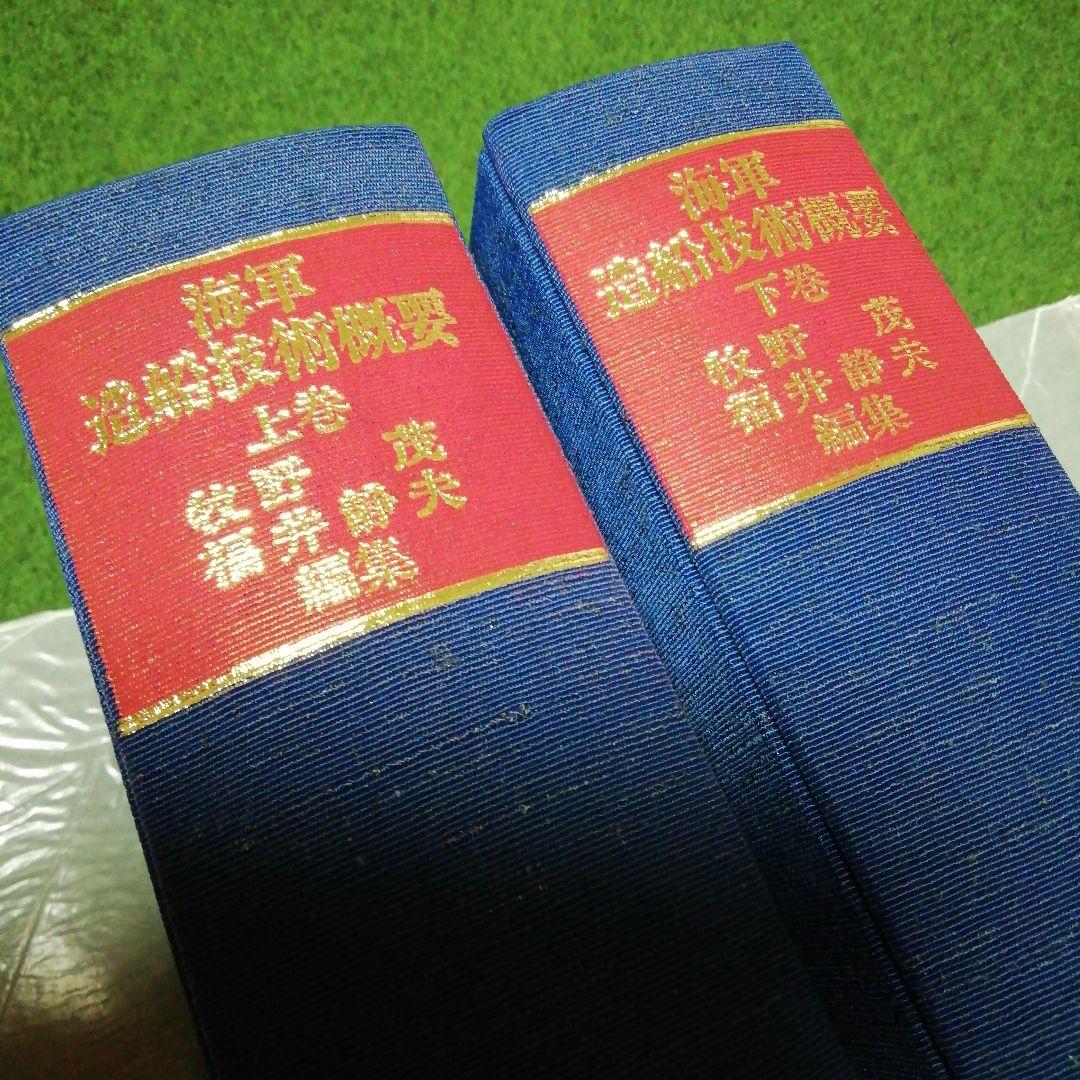 海軍
造船技術概要
上巻
牧野 茂
福井静夫
編集
海軍
造船技術概要
下巻
牧野 茂
福井静夫
編集